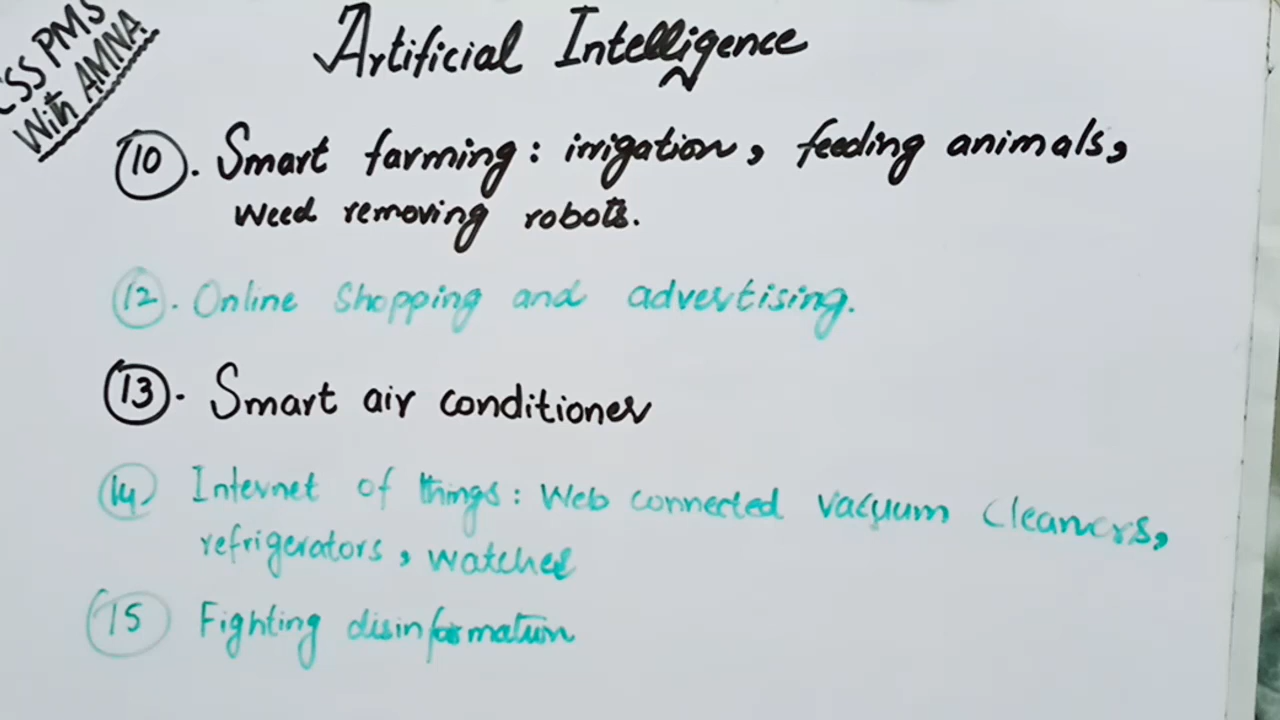 CSS PMS
With AMNA
Artificial Intelligence
10. Smart farming: irrigation, feeding animals,
weed removing robots.
12. Online Shopping and advertising.
13. Smart air conditioner
14) Internet of things: Web connected vacuum cleaners,
refrigerators, watches
15 Fighting disinformation